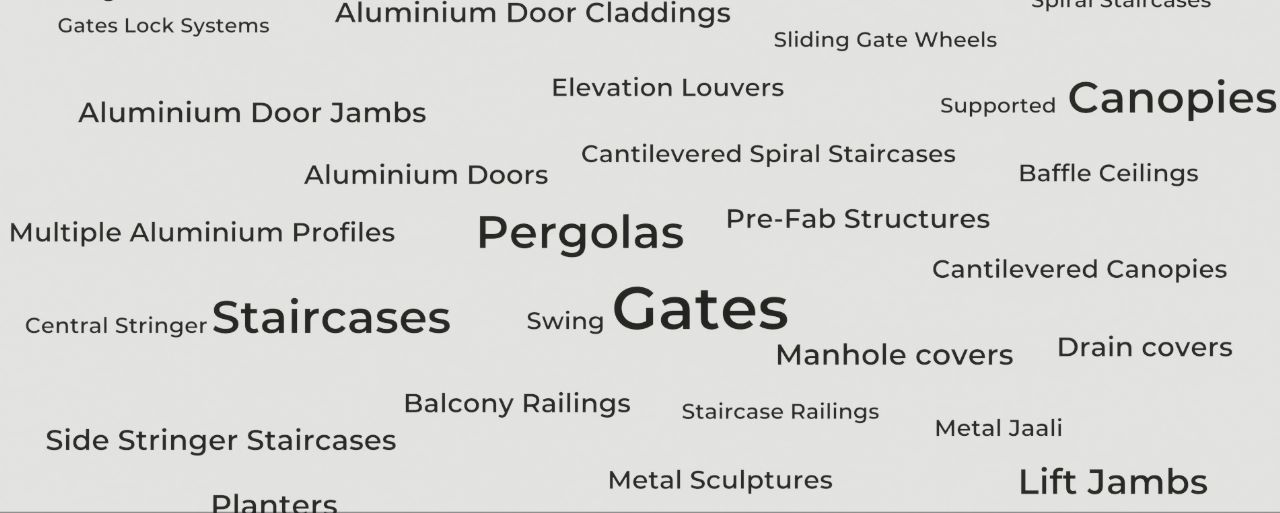 Aluminium Door Claddings
Spiral Staircases
Gates Lock Systems
Sliding Gate Wheels
Elevation Louvers
Supported Canopies
Aluminium Door Jambs
Cantilevered Spiral Staircases
Aluminium Doors
Baffle Ceilings
Multiple Aluminium Profiles
Pergolas
Pre-Fab Structures
Cantilevered Canopies
Central Stringer Staircases
Swing Gates
Manhole covers
Drain covers
Balcony Railings
Staircase Railings
Metal Jaali
Side Stringer Staircases
Metal Sculptures
Lift Jambs
Planters